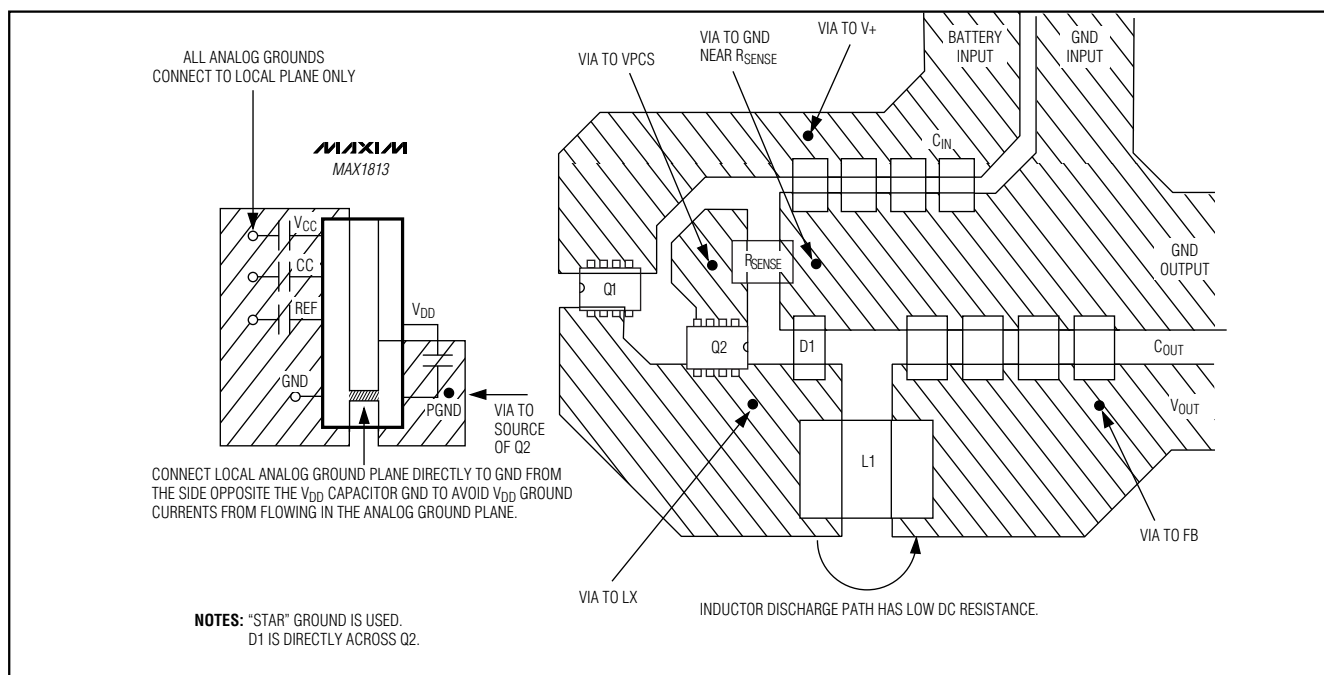 ALL ANALOG GROUNDS
CONNECT TO LOCAL PLANE ONLY
MAXIM
MAX1813
VCC
CC
REF
GND
VDD
PGND
VIA TO
SOURCE
OF Q2
CONNECT LOCAL ANALOG GROUND PLANE DIRECTLY TO GND FROM
THE SIDE OPPOSITE THE VDD CAPACITOR GND TO AVOID VDD GROUND
CURRENTS FROM FLOWING IN THE ANALOG GROUND PLANE.
NOTES: “STAR” GROUND IS USED.
D1 IS DIRECTLY ACROSS Q2.
VIA TO VPCS
VIA TO GND
NEAR RSENSE
VIA TO V+
BATTERY
INPUT
GND
INPUT
CIN
RSENSE
GND
OUTPUT
Q1
Q2
D1
COUT
VOUT
L1
VIA TO FB
VIA TO LX
INDUCTOR DISCHARGE PATH HAS LOW DC RESISTANCE.